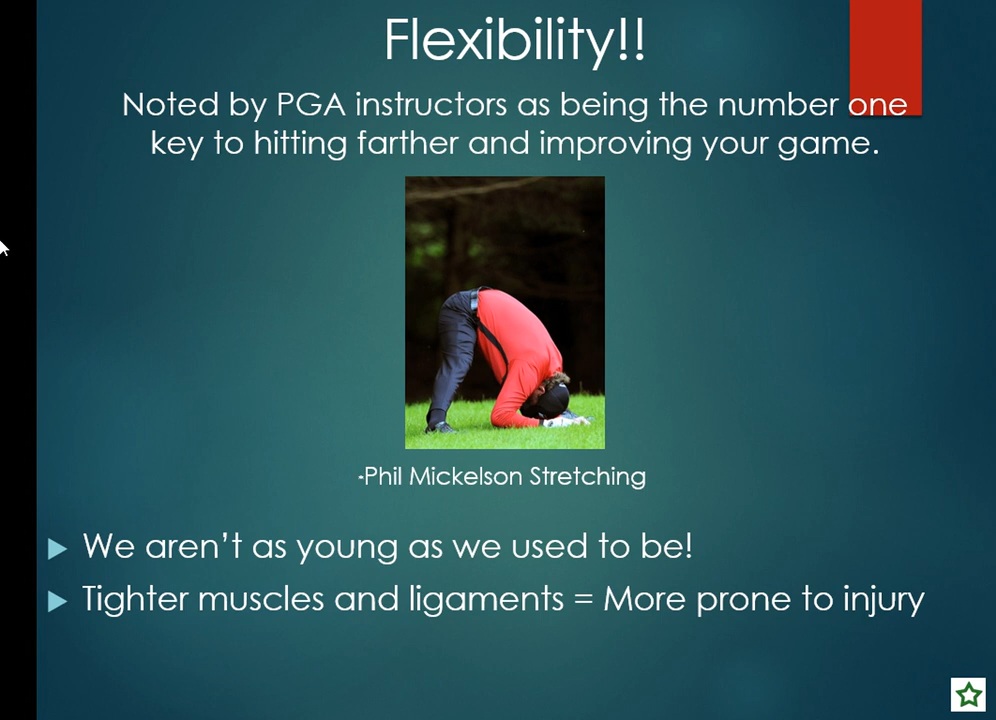 Flexibility!!
Noted by PGA instructors as being the number one
key to hitting farther and improving your game.
-Phil Mickelson Stretching
We aren’t as young as we used to be!
Tighter muscles and ligaments = More prone to injury